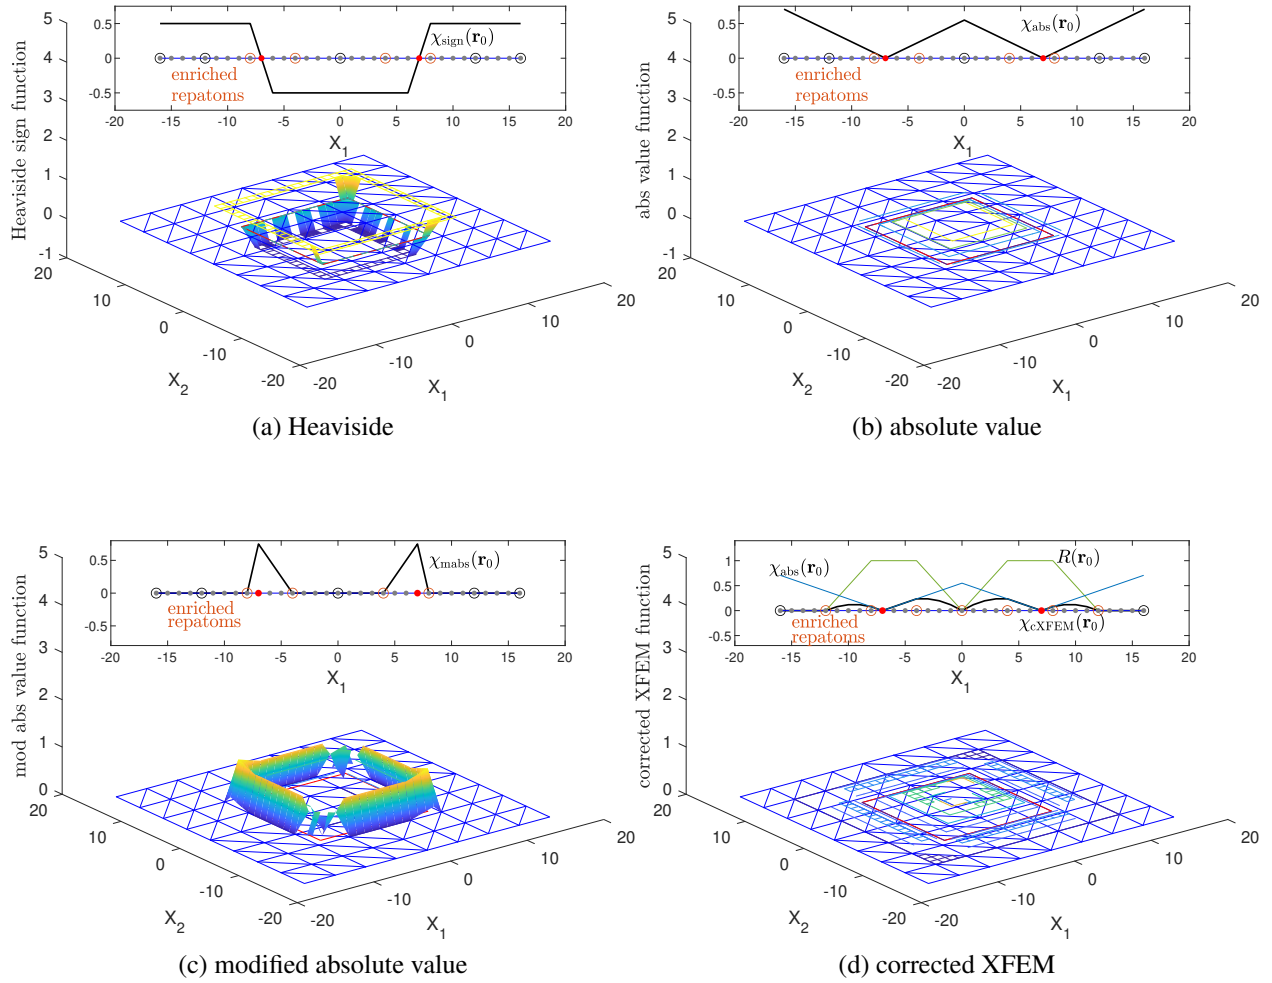 Heaviside sign function
5
4
3
2
1
0
-1
0.5
0
-0.5
χsign(r0)
enriched
repatoms
-20 -15 -10 -5 0 5 10 15 20
X1
20
10
0
-10
-20
X2
-20
-10
0
10
20
X1
(a) Heaviside
abs value function
5
4
3
2
1
0
-1
0.5
0
-0.5
χabs(r0)
enriched
repatoms
-20 -15 -10 -5 0 5 10 15 20
X1
20
10
0
-10
-20
X2
-20
-10
0
10
20
X1
(b) absolute value
mod abs value function
5
4
3
2
1
0
0.5
0
-0.5
χmabs(r0)
enriched
repatoms
-20 -15 -10 -5 0 5 10 15 20
X1
20
10
0
-10
-20
X2
-20
-10
0
10
20
X1
(c) modified absolute value
corrected XFEM function
5
4
3
2
1
0
1
0.5
0
-0.5
χabs(r0)
R(r0)
χcXFEM(r0)
enriched
repatoms
-20 -15 -10 -5 0 5 10 15 20
X1
20
10
0
-10
-20
X2
-20
-10
0
10
20
X1
(d) corrected XFEM